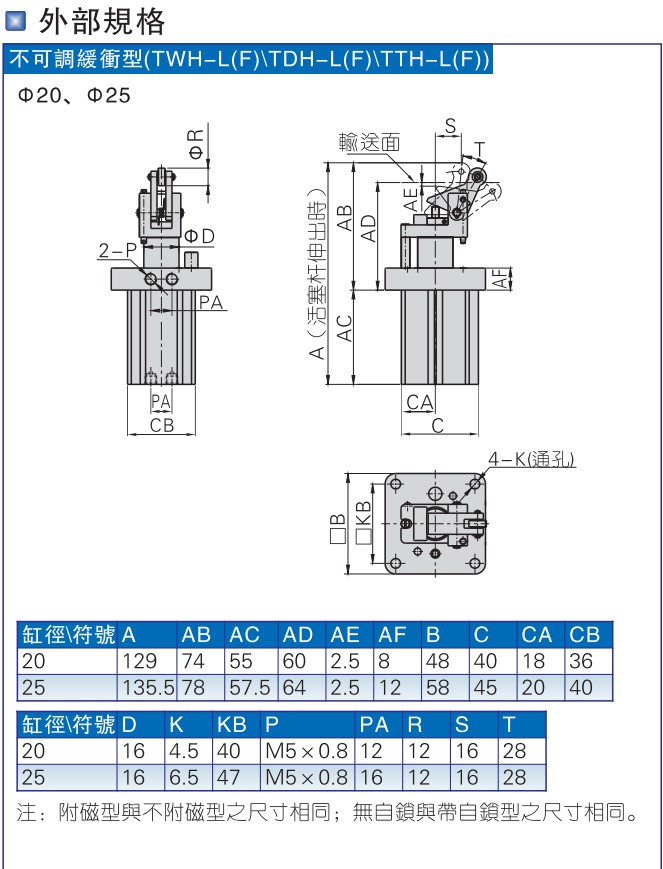 外部規格
不可調緩衝型(TWH-L(F)\TDH-L(F)\TTH-L(F))
Φ20、Φ25
ΦR
ΦD
2-P
PA
PA
CB
輸送面
S
T
AE
AB
AD
A(活塞杆伸出時)
AC
AF
CA
C
4-K(通孔)
□B
□KB
缸徑\符號 A AB AC AD AE AF B C CA CB
20 129 74 55 60 2.5 8 48 40 18 36
25 135.5 78 57.5 64 2.5 12 58 45 20 40
缸徑\符號 D K KB P PA R S T
20 16 4.5 40 M5×0.8 12 12 16 28
25 16 6.5 47 M5×0.8 16 12 16 28
注: 附磁型與不附磁型之尺寸相同; 無自鎖與帶自鎖型之尺寸相同。